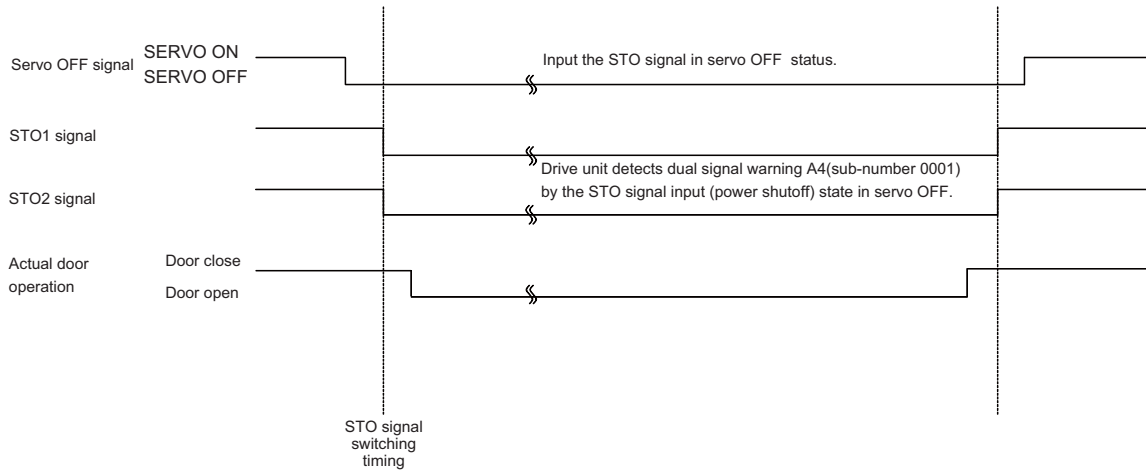 Servo OFF signal
SERVO ON
SERVO OFF
Input the STO signal in servo OFF status.
STO1 signal
Drive unit detects dual signal warning A4(sub-number 0001)
by the STO signal input (power shutoff) state in servo OFF.
STO2 signal
Actual door
operation
Door close
Door open
STO signal
switching
timing